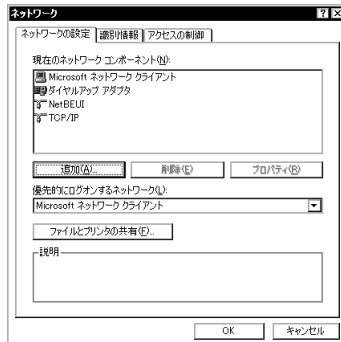 ネットワーク
ネットワークの設定 識別情報 アクセスの制御
現在のネットワーク コンポーネント(N):
Microsoft ネットワーク クライアント
ダイヤルアップ アダプタ
NetBEUI
TCP/IP
追加(A)... 削除(E) プロパティ(R)
優先的にログオンするネットワーク(L):
Microsoft ネットワーク クライアント
ファイルとプリンタの共有(F)...
説明
OK キャンセル